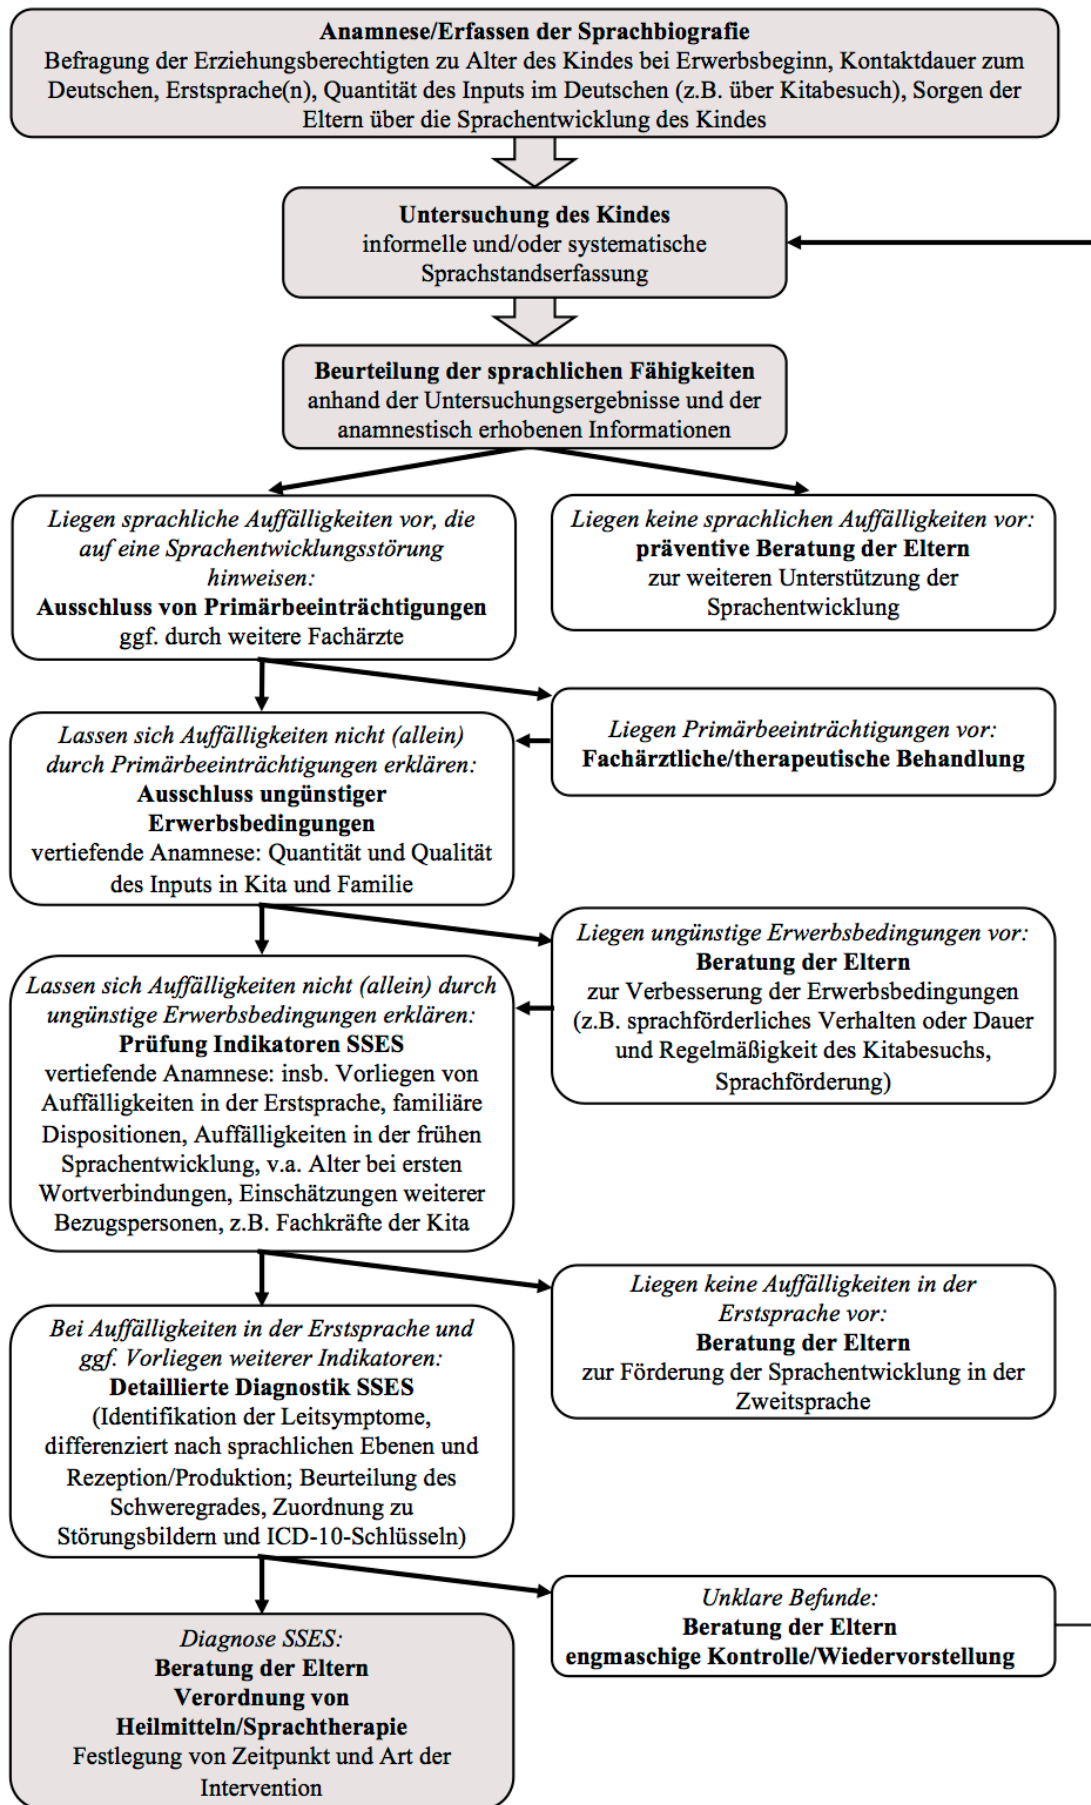 Anamnese/Erfassen der Sprachbiografie
Befragung der Erziehungsberechtigten zu Alter des Kindes bei Erwerbsbeginn, Kontaktdauer zum
Deutschen, Erstsprache(n), Quantität des Inputs im Deutschen (z.B. über Kitabesuch), Sorgen der
Eltern über die Sprachentwicklung des Kindes
Untersuchung des Kindes
informelle und/oder systematische
Sprachstandserfassung
Beurteilung der sprachlichen Fähigkeiten
anhand der Untersuchungsergebnisse und der
anamnestisch erhobenen Informationen
Liegen sprachliche Auffälligkeiten vor, die
auf eine Sprachentwicklungsstörung
hinweisen:
Ausschluss von Primärbeeinträchtigungen
ggf. durch weitere Fachärzte
Liegen keine sprachlichen Auffälligkeiten vor:
präventive Beratung der Eltern
zur weiteren Unterstützung der
Sprachentwicklung
Lassen sich Auffälligkeiten nicht (allein)
durch Primärbeeinträchtigungen erklären:
Ausschluss ungünstiger
Erwerbsbedingungen
vertiefende Anamnese: Quantität und Qualität
des Inputs in Kita und Familie
Liegen Primärbeeinträchtigungen vor:
Fachärztliche/therapeutische Behandlung
Lassen sich Auffälligkeiten nicht (allein) durch
ungünstige Erwerbsbedingungen erklären:
Prüfung Indikatoren SSES
vertiefende Anamnese: insb. Vorliegen von
Auffälligkeiten in der Erstsprache, familiäre
Dispositionen, Auffälligkeiten in der frühen
Sprachentwicklung, v.a. Alter bei ersten
Wortverbindungen, Einschätzungen weiterer
Bezugspersonen, z.B. Fachkräfte der Kita
Liegen ungünstige Erwerbsbedingungen vor:
Beratung der Eltern
zur Verbesserung der Erwerbsbedingungen
(z.B. sprachförderliches Verhalten oder Dauer
und Regelmäßigkeit des Kitabesuchs,
Sprachförderung)
Bei Auffälligkeiten in der Erstsprache und
ggf. Vorliegen weiterer Indikatoren:
Detaillierte Diagnostik SSES
(Identifikation der Leitsymptome,
differenziert nach sprachlichen Ebenen und
Rezeption/Produktion; Beurteilung des
Schweregrades, Zuordnung zu
Störungsbildern und ICD-10-Schlüsseln)
Liegen keine Auffälligkeiten in der
Erstsprache vor:
Beratung der Eltern
zur Förderung der Sprachentwicklung in der
Zweitsprache
Diagnose SSES:
Beratung der Eltern
Verordnung von
Heilmitteln/Sprachtherapie
Festlegung von Zeitpunkt und Art der
Intervention
Unklare Befunde:
Beratung der Eltern
engmaschige Kontrolle/Wiedervorstellung